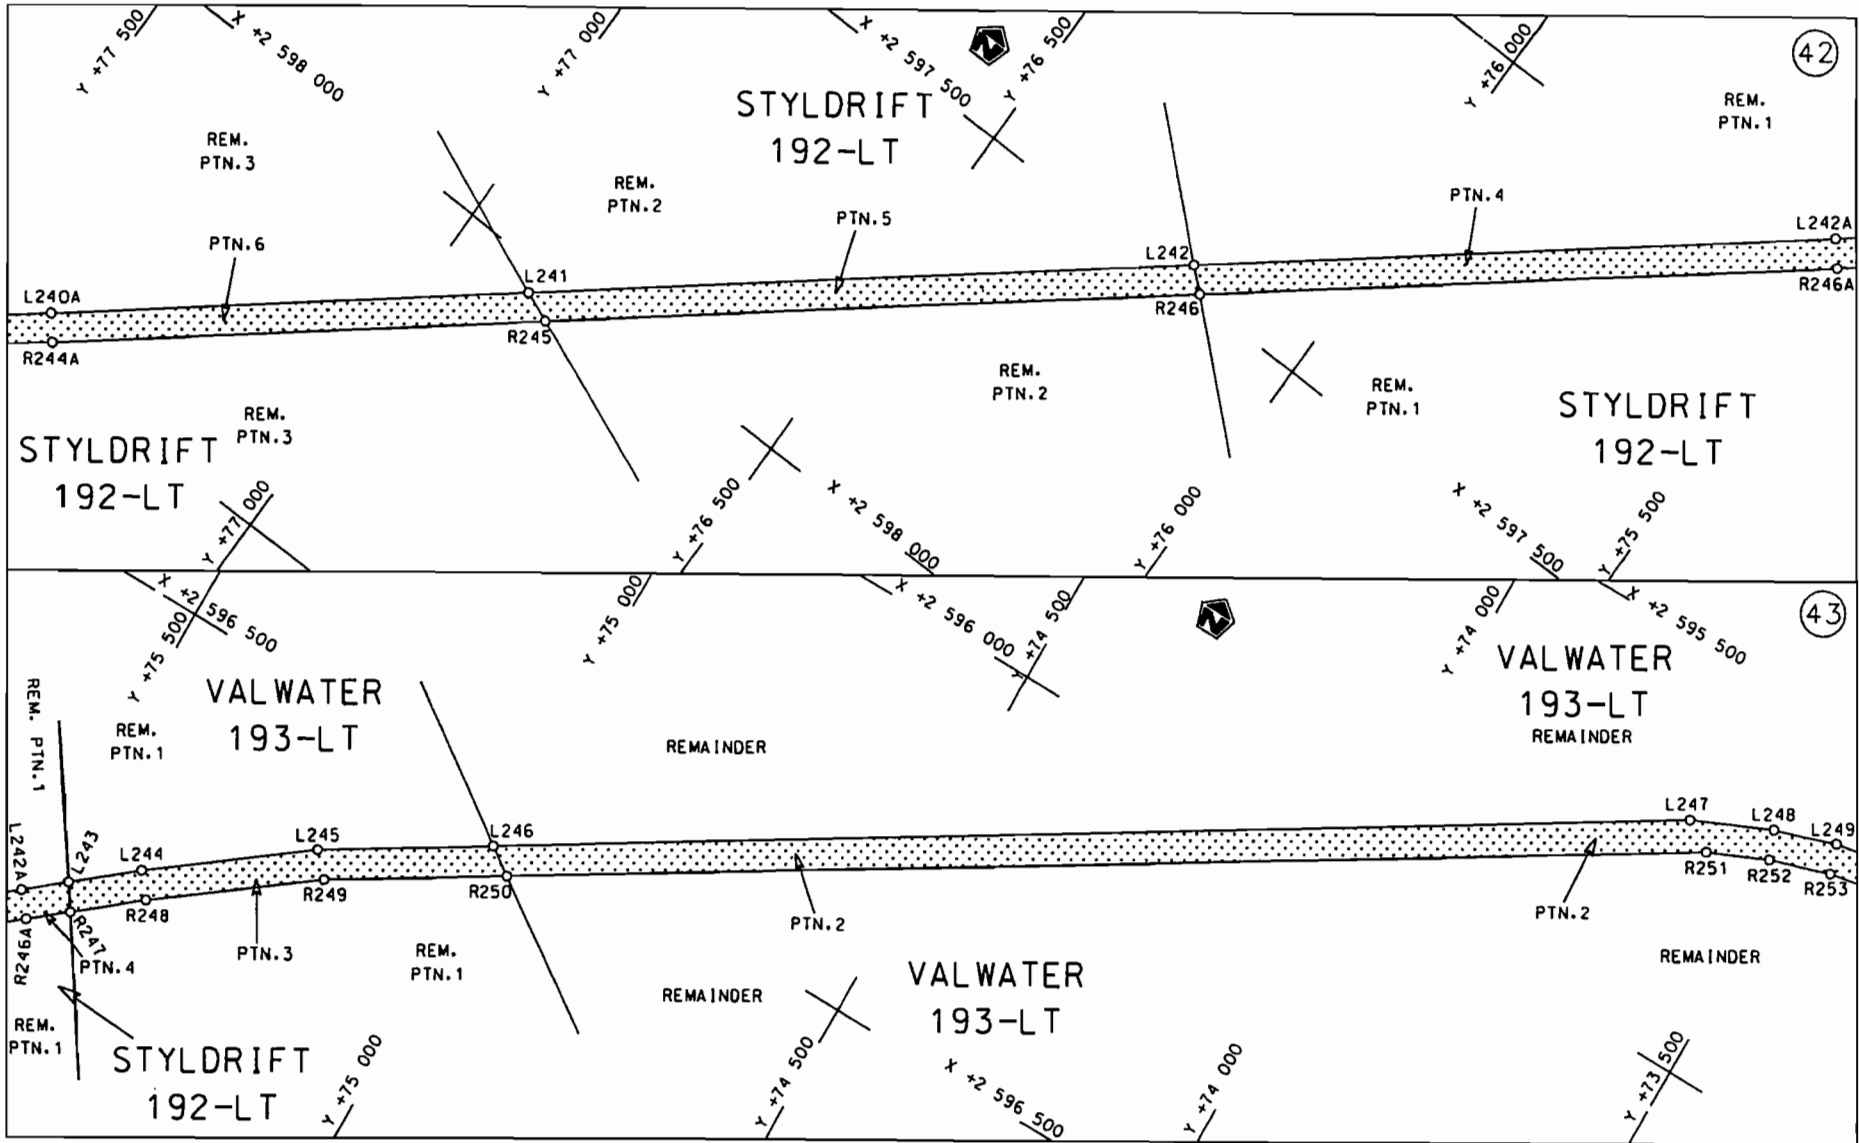 Y +77 500
X +2 598 000
Y +77 000
X +2 597 500
Y +76 500
Y +76 000
42
N
STYLDRIFT
192-LT
REM.
PTN.1
REM.
PTN.3
REM.
PTN.2
PTN.6
PTN.5
PTN.4
L240A
L241
L242
L242A
R244A
R245
R246
R246A
REM.
PTN.3
REM.
PTN.2
REM.
PTN.1
STYLDRIFT
192-LT
STYLDRIFT
192-LT
Y +77 000
Y +76 500
X +2 598 000
Y +76 000
X +2 597 500
Y +75 500
X +2 596 500
Y +75 500
Y +75 000
X +2 596 000
Y +74 500
N
Y +74 000
X +2 595 500
43
REM. PTN.1
VALWATER
193-LT
REM.
PTN.1
REMAINDER
VALWATER
193-LT
REMAINDER
L242A
L243
L244
L245
L246
L247
L248
L249
R246A
R247
R248
R249
R250
R251
R252
R253
PTN.4
PTN.3
PTN.2
PTN.2
REM.
PTN.1
REM.
PTN.1
REMAINDER
REMAINDER
VALWATER
193-LT
STYLDRIFT
192-LT
Y +75 000
Y +74 500
X +2 596 500
Y +74 000
Y +73 500